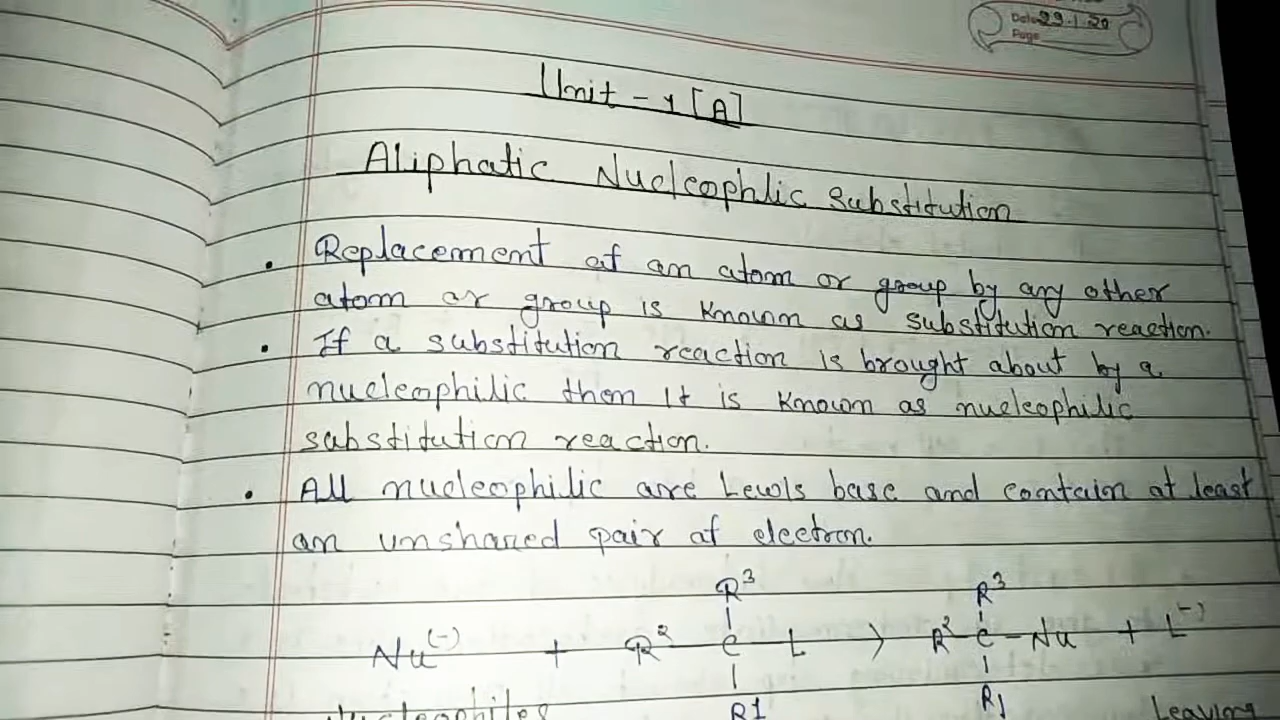 Date 29.1.20
Page
Unit - 1 [A]
Aliphatic Nucleophlic Substitution
• Replacement of an atom or group by any other
atom or group is known as substitution reaction.
• If a substitution reaction is brought about by a
nucleophilic then It is known as nucleophilic
substitution reaction.
• All nucleophilic are Lewis base and contain at least
an unshared pair of electron.
R³ R³
Nu(-) + R² – C – L > R² – C – Nu + L(-)
R1 R1
Nucleophiles Leaving